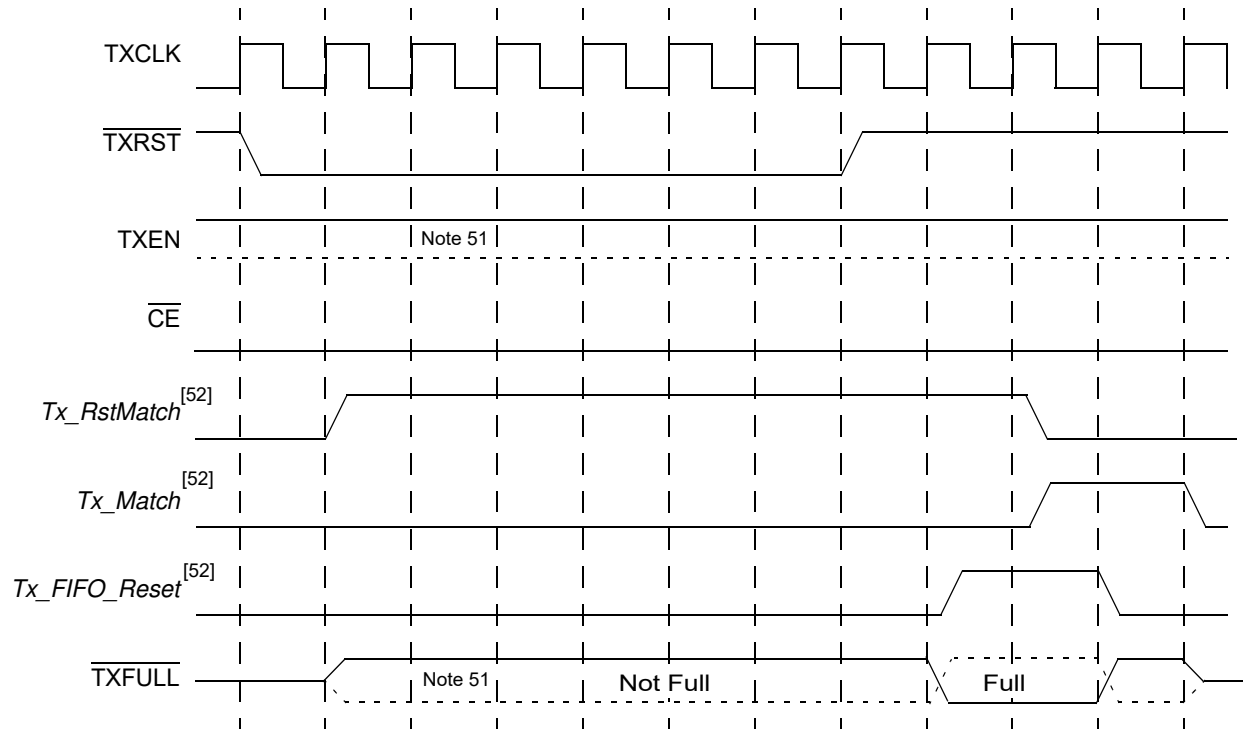 TXCLK
TXRST
TXEN
Note 51
CE
Tx_RstMatch[52]
Tx_Match[52]
Tx_FIFO_Reset[52]
TXFULL
Note 51
Not Full
Full